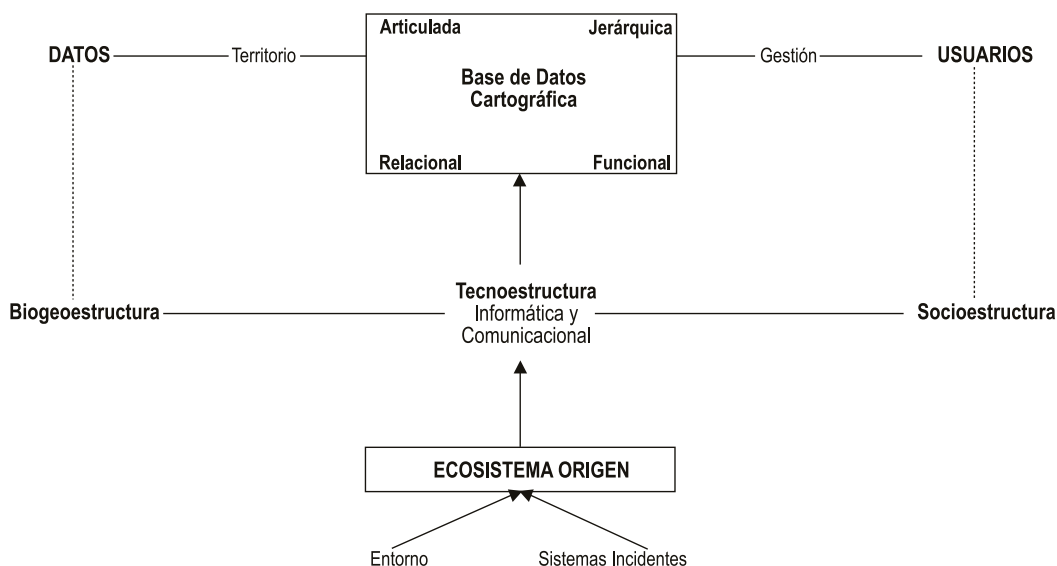 Articulada Jerárquica
DATOS Territorio Gestión USUARIOS
Base de Datos
Cartográfica
Relacional Funcional
Tecnoestructura
Biogeoestructura Informática y Socioestructura
Comunicacional
ECOSISTEMA ORIGEN
Entorno Sistemas Incidentes